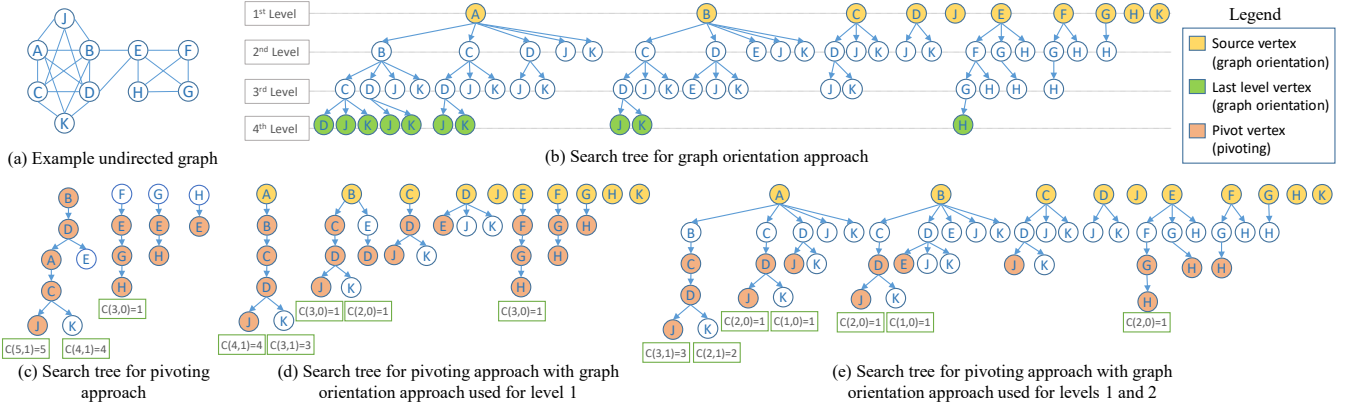 J
A B E F
C D H G
K
(a) Example undirected graph
1st Level A B C D J E F G H K
2nd Level B C D J K C D E J K D J K J K F G H G H H
3rd Level C D J K D J K J K D J K E J K J K G H H H
4th Level D J K J K J K J K H
(b) Search tree for graph orientation approach
Legend
Source vertex
(graph orientation)
Last level vertex
(graph orientation)
Pivot vertex
(pivoting)
B F G H
D E E E
A E G H
C H
C(3,0)=1
J K
C(5,1)=5 C(4,1)=4
(c) Search tree for pivoting
approach
A B C D J E F G H K
B C E D E J K F G H
C D D J K G H
D J K H
C(3,0)=1 C(2,0)=1 C(3,0)=1
J K
C(4,1)=4 C(3,1)=3
(d) Search tree for pivoting approach with graph
orientation approach used for level 1
A B C D J E F G H K
B C D J K C D E J K D J K J K F G H G H H
C D J K D E J K J K G H H
D J K J K H
C(2,0)=1 C(1,0)=1 C(2,0)=1 C(1,0)=1 C(2,0)=1
J K
C(3,1)=3 C(2,1)=2
(e) Search tree for pivoting approach with graph
orientation approach used for levels 1 and 2